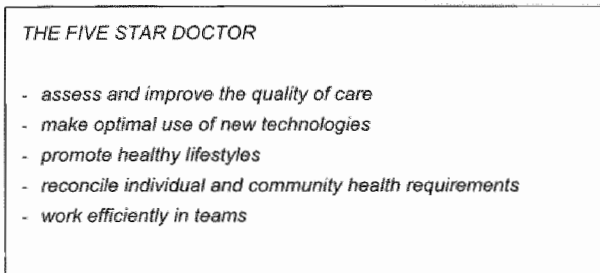 THE FIVE STAR DOCTOR
- assess and improve the quality of care
- make optimal use of new technologies
- promote healthy lifestyles
- reconcile individual and community health requirements
- work efficiently in teams